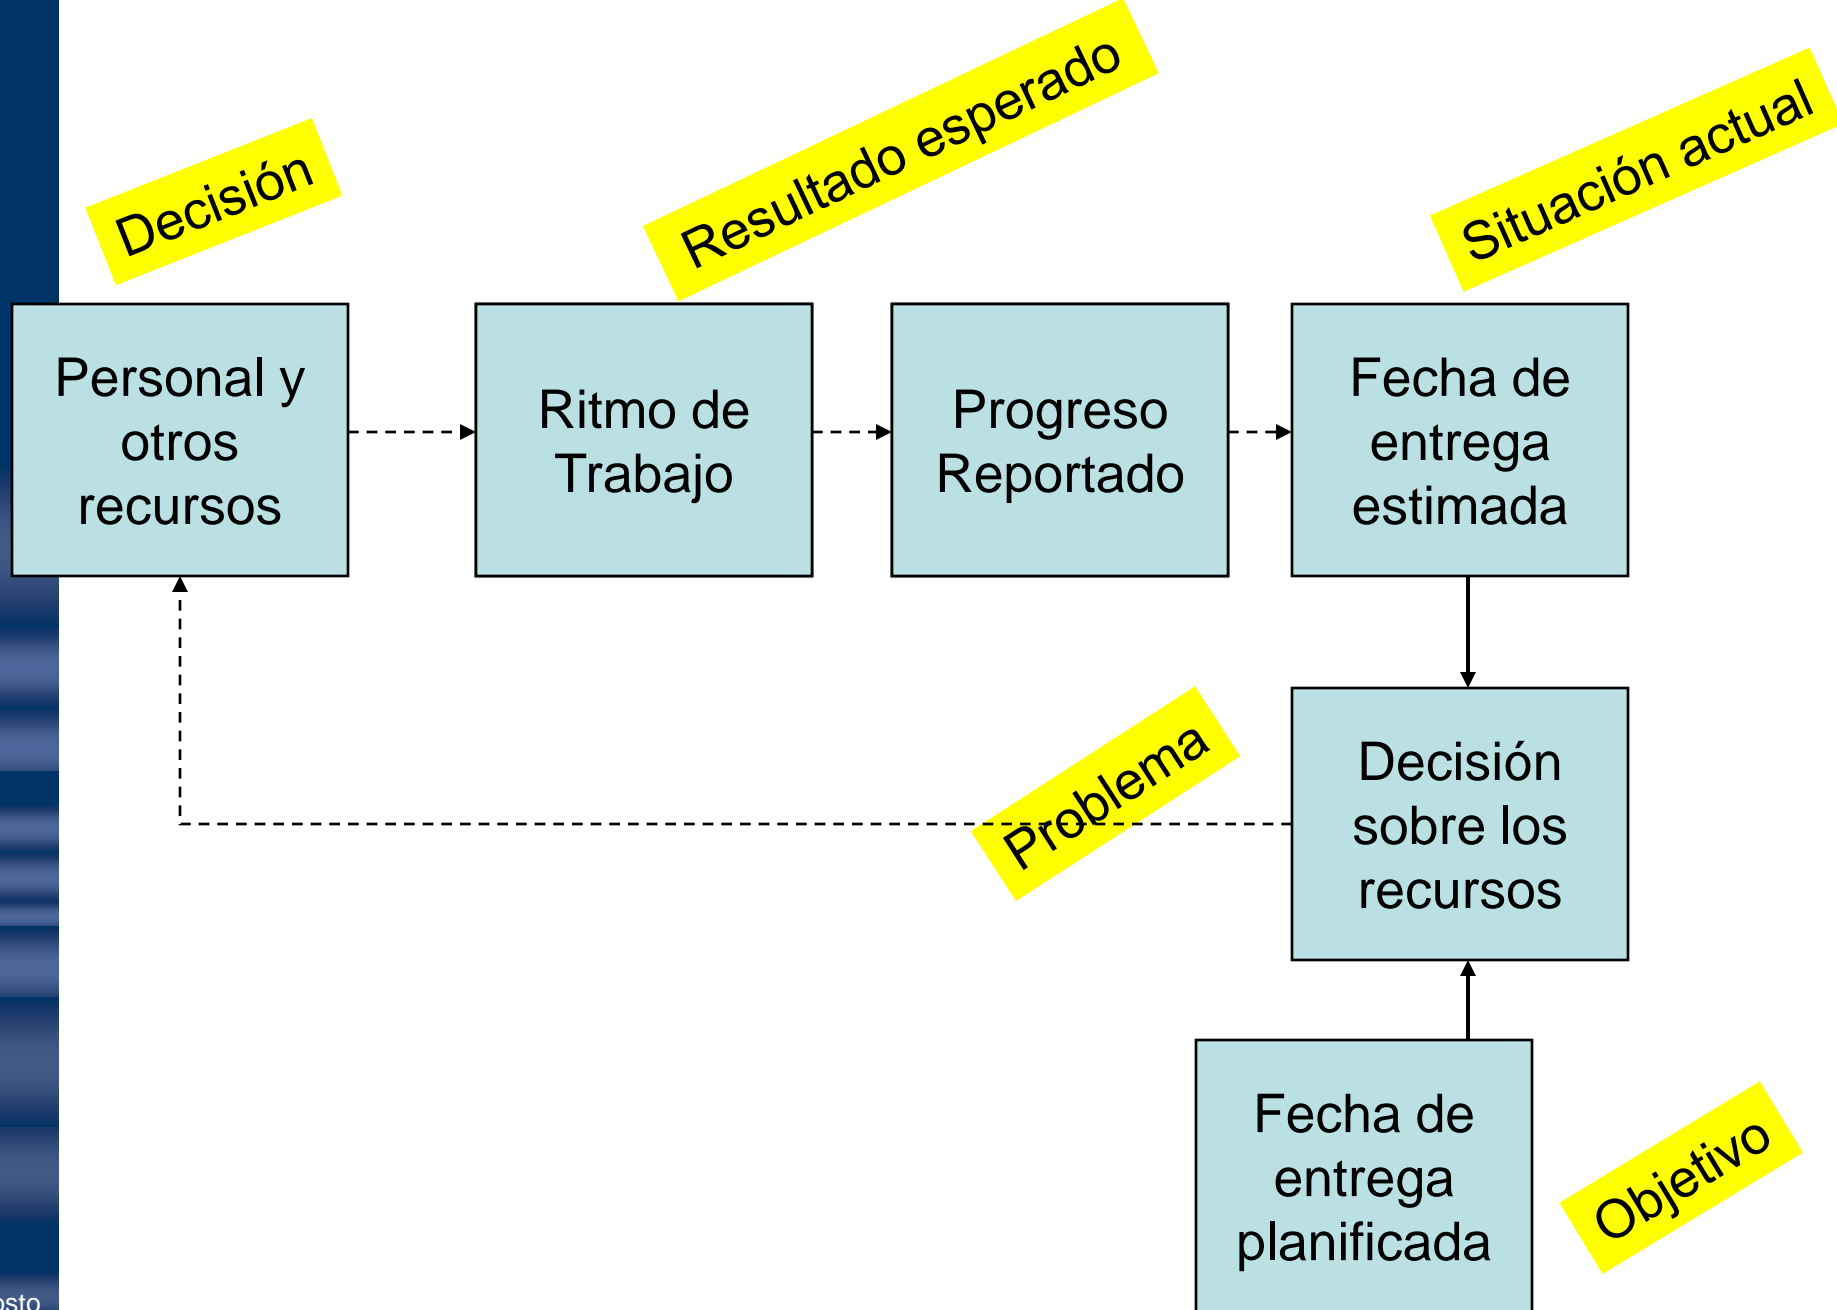 Decisión
Resultado esperado
Situación actual
Personal y
otros
recursos
Ritmo de
Trabajo
Progreso
Reportado
Fecha de
entrega
estimada
Problema
Decisión
sobre los
recursos
Fecha de
entrega
planificada
Objetivo